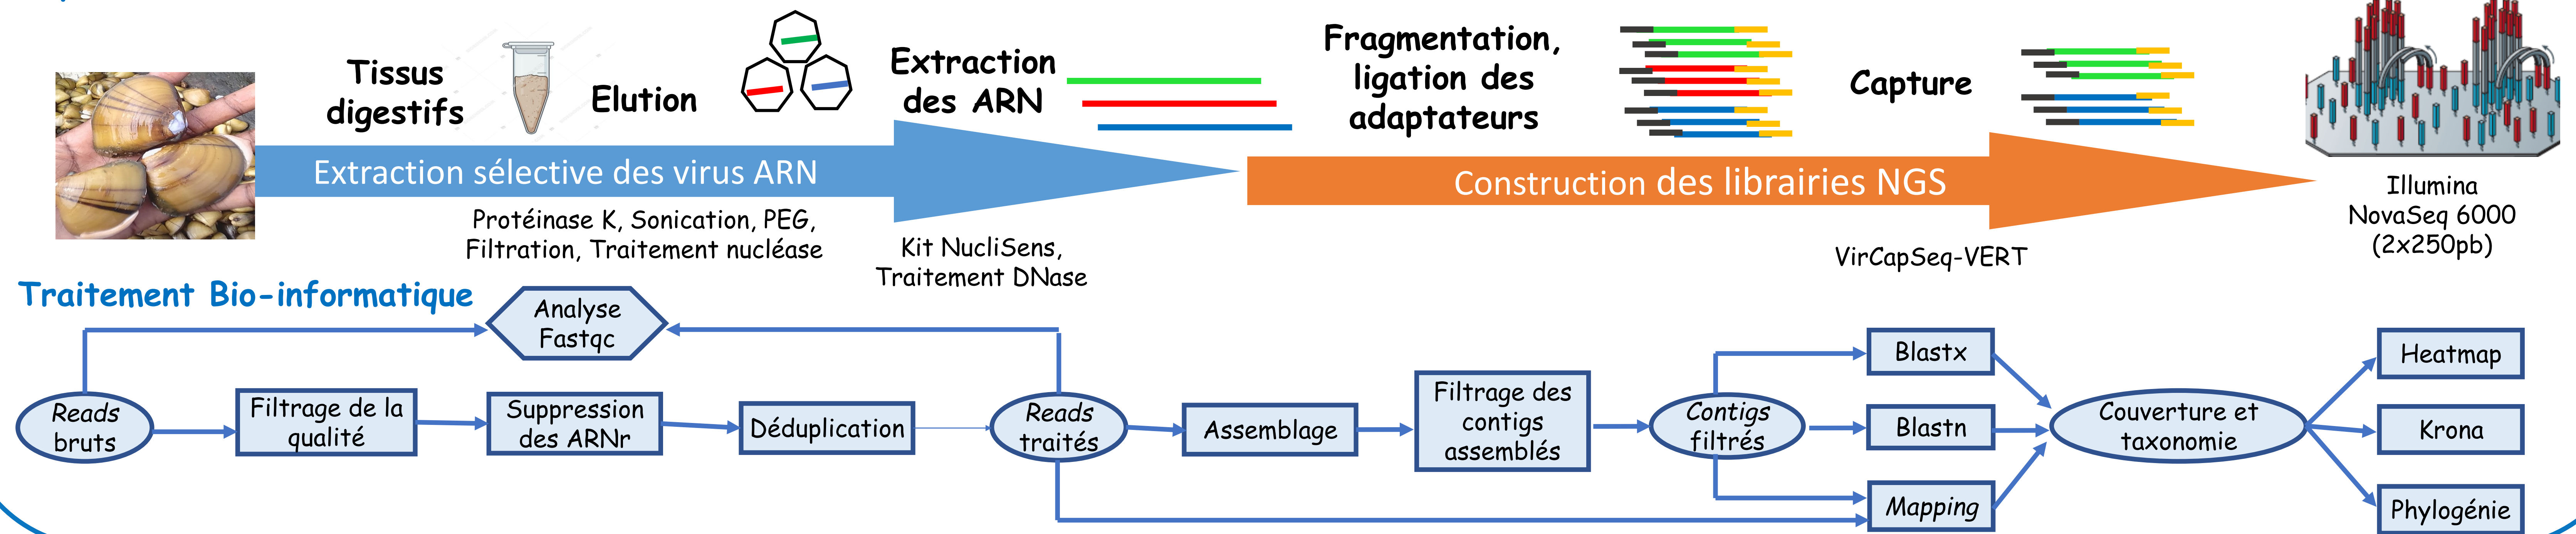 Tissus
digestifs
Elution
Extraction
des ARN
Fragmentation,
ligation des
adaptateurs
Capture
Extraction sélective des virus ARN
Construction des librairies NGS
Illumina
NovaSeq 6000
(2x250pb)
Protéinase K, Sonication, PEG,
Filtration, Traitement nucléase
Kit NucliSens,
Traitement DNase
VirCapSeq-VERT
Traitement Bio-informatique
Analyse
Fastqc
Reads
bruts
Filtrage de la
qualité
Suppression
des ARNr
Déduplication
Reads
traités
Assemblage
Filtrage des
contigs
assemblés
Contigs
filtrés
Blastx
Blastn
Mapping
Couverture et
taxonomie
Heatmap
Krona
Phylogénie